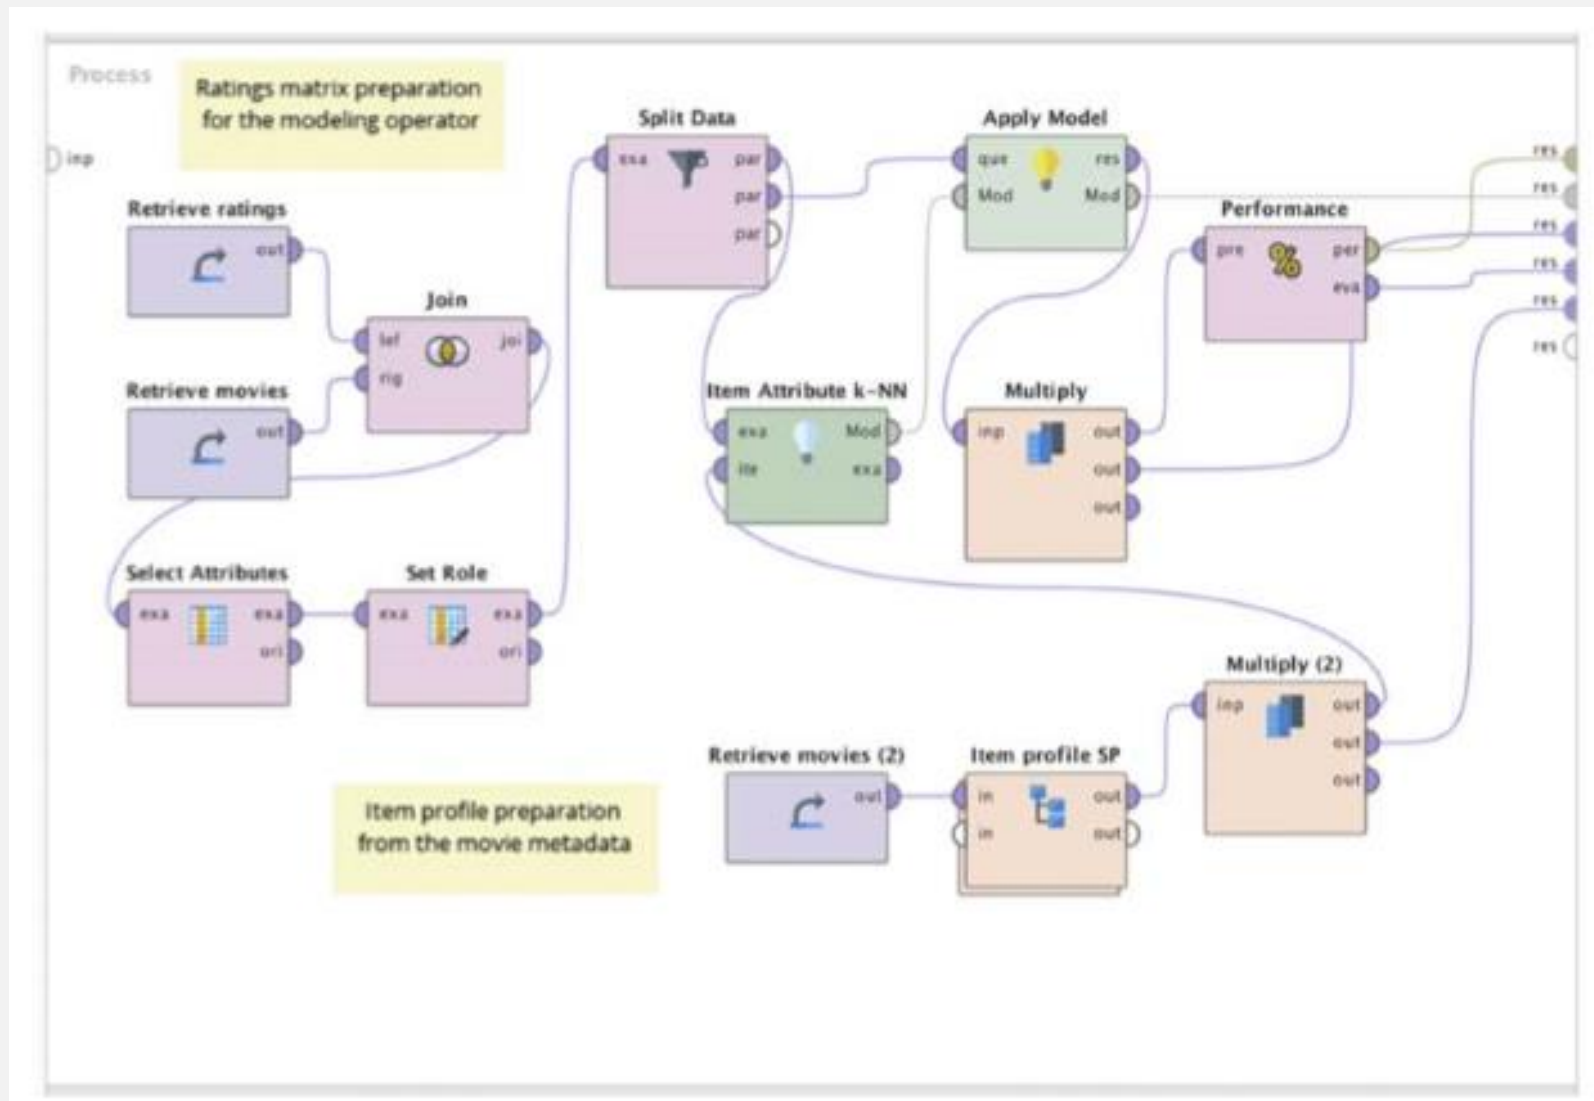 Process
Ratings matrix preparation
for the modeling operator
inp
Retrieve ratings
out
Join
lef
rig
joi
Retrieve movies
out
Select Attributes
exa
exa
ori
Set Role
exa
exa
ori
Split Data
exa
par
par
par
Apply Model
que
Mod
res
Mod
Performance
pre
per
eva
res
res
res
res
res
res
Item Attribute k-NN
exa
ite
Mod
exa
Multiply
inp
out
out
out
Multiply (2)
inp
out
out
out
Retrieve movies (2)
out
Item profile SP
in
in
out
out
Item profile preparation
from the movie metadata